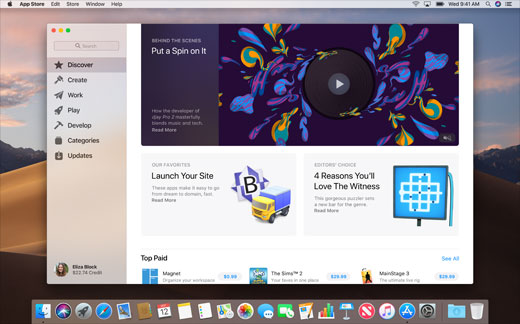 App Store Edit Store Window Help
Wed 9:41 AM
Search
Discover
Create
Work
Play
Develop
Categories
Updates
Eliza Block
$22.74 Credit
BEHIND THE SCENES
Put a Spin on It
How the developer of
djay Pro 2 masterfully
blends music and tech.
Read More
OUR FAVORITES
Launch Your Site
These apps make it easy to go
from dream to domain, fast.
Read More
EDITORS' CHOICE
4 Reasons You'll
Love The Witness
This gorgeous puzzler sets
a new bar for the genre.
Read More
Top Paid
See All
Magnet
Organize your workspace
$0.99
The Sims™ 2
Your faves in one place
$29.99
MainStage 3
The ultimate live rig
$29.99